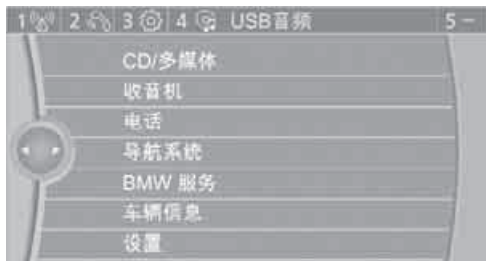 1 2 3 4 USB音频 5 -
CD/多媒体
收音机
电话
导航系统
BMW 服务
车辆信息
设置